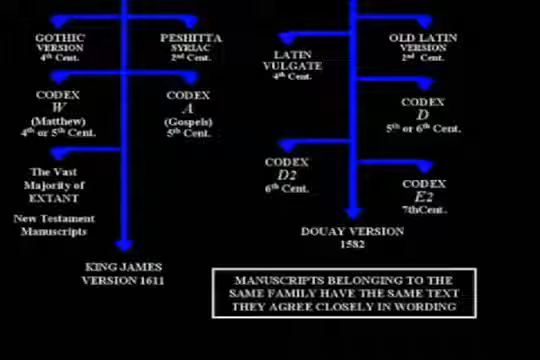 GOTHIC
VERSION
4th Cent.
PESHITTA
SYRIAC
2nd Cent.
CODEX
W
(Matthew)
4th or 5th Cent.
CODEX
A
(Gospels)
5th Cent.
The Vast
Majority of
EXTANT
New Testament
Manuscripts
KING JAMES
VERSION 1611
LATIN
VULGATE
4th Cent.
OLD LATIN
VERSION
2nd Cent.
CODEX
D
5th or 6th Cent.
CODEX
D2
6th Cent.
CODEX
E2
7thCent.
DOUAY VERSION
1582
MANUSCRIPTS BELONGING TO THE
SAME FAMILY HAVE THE SAME TEXT
THEY AGREE CLOSELY IN WORDING